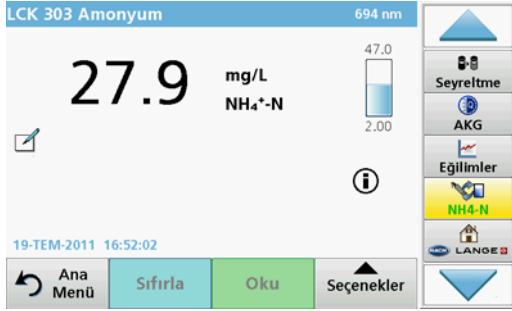 LCK 303 Amonyum 694 nm
27.9 mg/L
NH₄⁺-N
47.0
2.00
19-TEM-2011 16:52:02
Ana
Menü
Sıfırla
Oku
Seçenekler
Seyreltme
AKG
Eğilimler
NH4-N
HACH LANGE